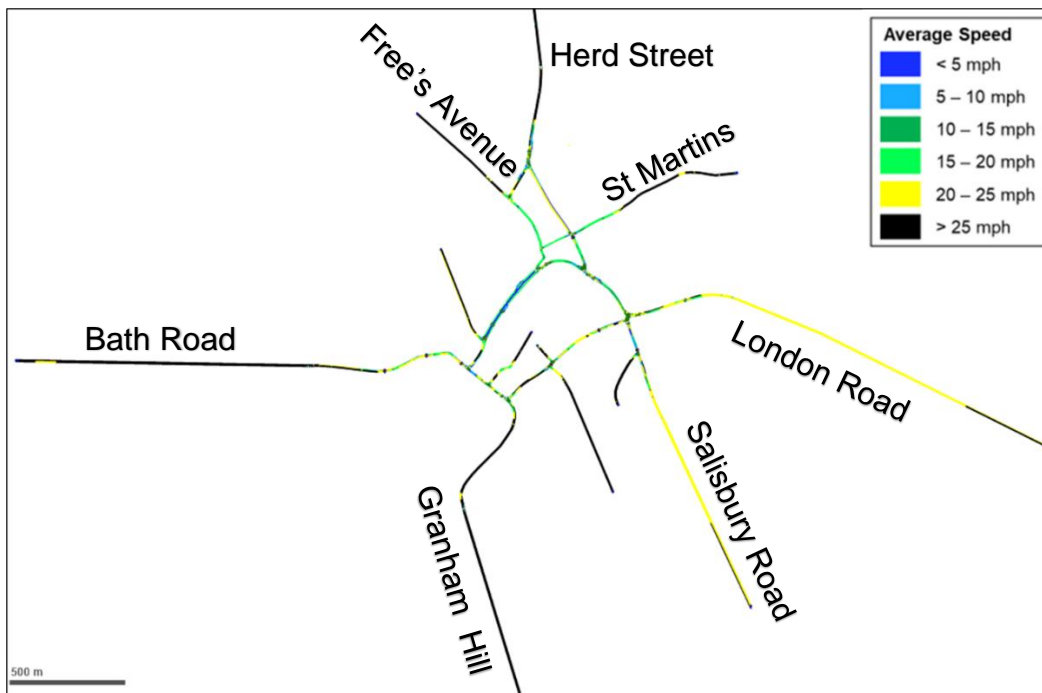 Herd Street
Free's Avenue
St Martins
Average Speed
< 5 mph
5 – 10 mph
10 – 15 mph
15 – 20 mph
20 – 25 mph
> 25 mph
Bath Road
London Road
Salisbury Road
Granham Hill
500 m